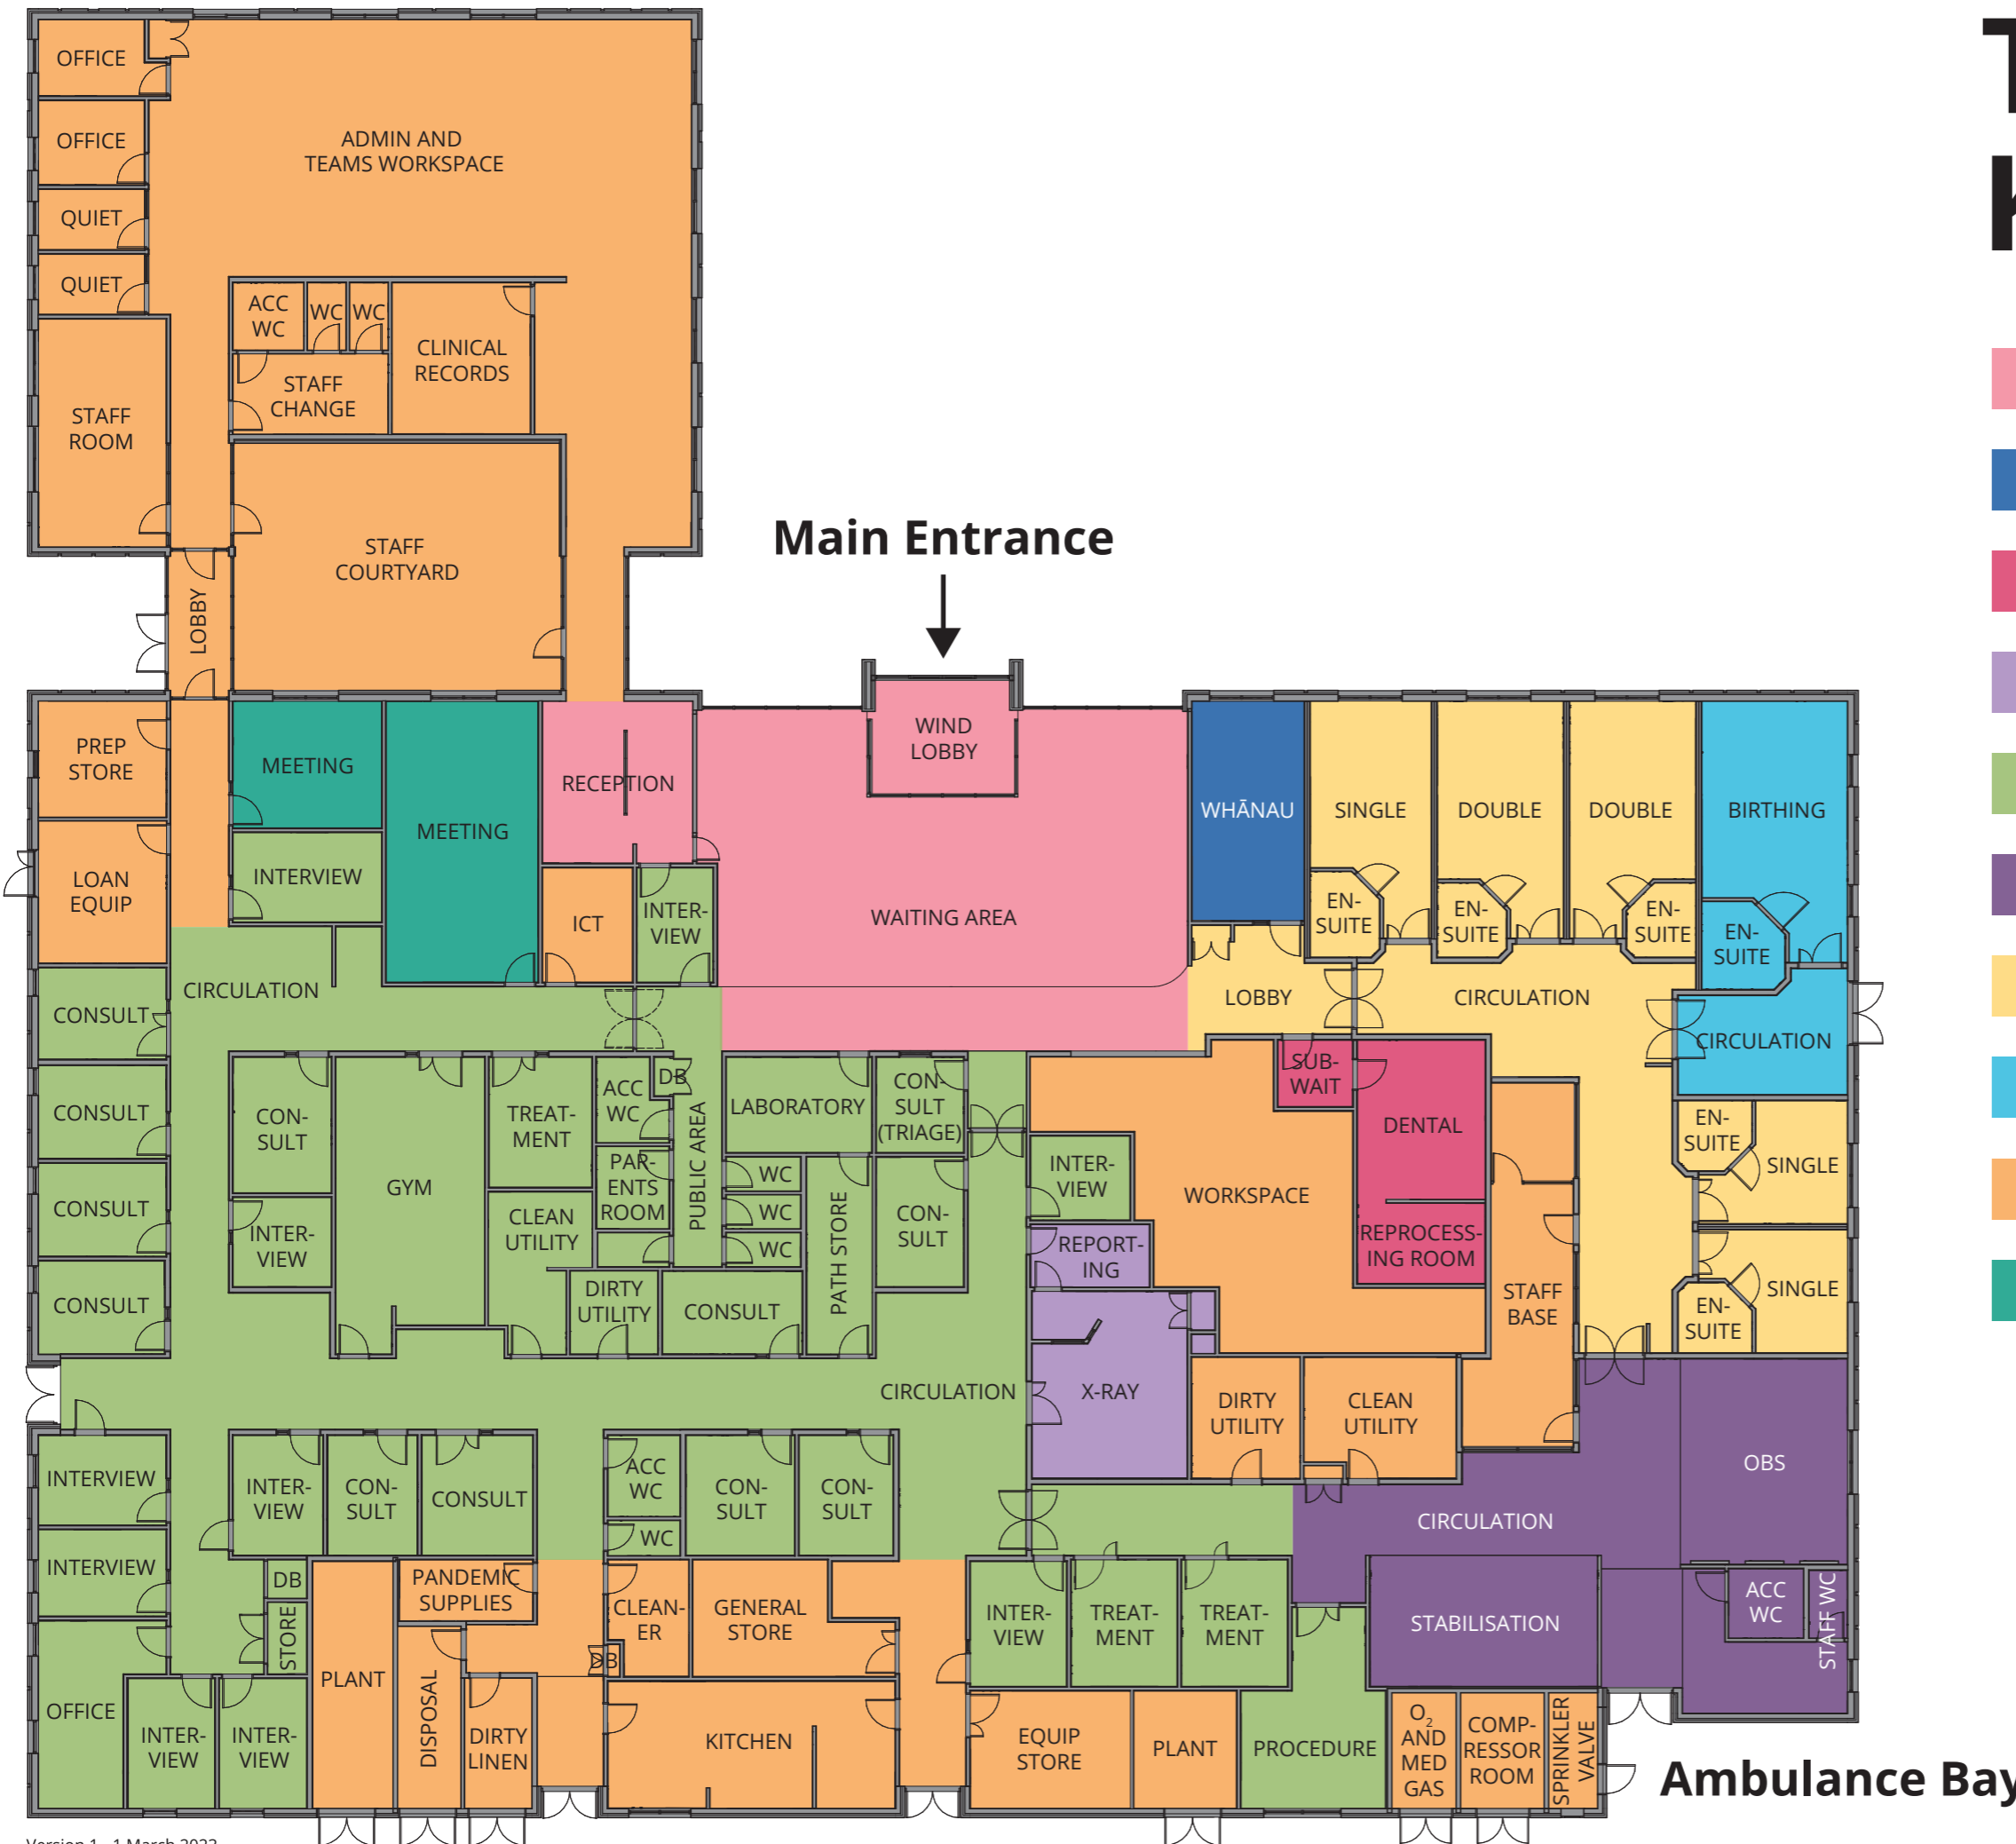 OFFICE
OFFICE
ADMIN AND
TEAMS WORKSPACE
QUIET
QUIET
ACC
WC
WC
WC
CLINICAL
RECORDS
STAFF
CHANGE
STAFF
ROOM
STAFF
COURTYARD
LOBBY
Main Entrance
PREP
STORE
MEETING
MEETING
RECEPTION
WIND
LOBBY
WHĀNAU
SINGLE
DOUBLE
DOUBLE
BIRTHING
LOAN
EQUIP
INTERVIEW
ICT
INTER-
VIEW
WAITING AREA
EN-
SUITE
EN-
SUITE
EN-
SUITE
EN-
SUITE
CIRCULATION
LOBBY
CIRCULATION
CIRCULATION
CONSULT
CONSULT
CONSULT
CONSULT
CON-
SULT
INTER-
VIEW
GYM
TREAT-
MENT
ACC
WC
DB
PAR-
ENTS
ROOM
PUBLIC AREA
CLEAN
UTILITY
DIRTY
UTILITY
CONSULT
LABORATORY
CON-
SULT
(TRIAGE)
WC
WC
WC
PATH STORE
CON-
SULT
INTER-
VIEW
REPORT-
ING
WORKSPACE
SUB-
WAIT
DENTAL
REPROCESS-
ING ROOM
STAFF
BASE
EN-
SUITE
SINGLE
SINGLE
EN-
SUITE
CIRCULATION
X-RAY
DIRTY
UTILITY
CLEAN
UTILITY
OBS
INTERVIEW
INTER-
VIEW
CON-
SULT
CONSULT
ACC
WC
WC
CON-
SULT
CON-
SULT
CIRCULATION
INTERVIEW
DB
STORE
PANDEMIC
SUPPLIES
CLEAN-
ER
GENERAL
STORE
DB
INTER-
VIEW
TREAT-
MENT
TREAT-
MENT
STABILISATION
ACC
WC
STAFF WC
OFFICE
INTER-
VIEW
INTER-
VIEW
PLANT
DISPOSAL
DIRTY
LINEN
KITCHEN
EQUIP
STORE
PLANT
PROCEDURE
O₂
AND
MED
GAS
COMP-
RESSOR
ROOM
SPRINKLER
VALVE
Ambulance Bay